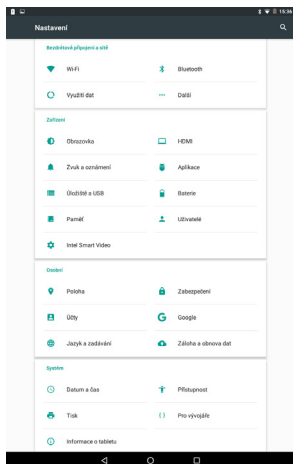 15:36
Nastavení
Bezdrátová připojení a sítě
Wi-Fi
Bluetooth
Využití dat
Další
Zařízení
Obrazovka
HDMI
Zvuk a oznámení
Aplikace
Úložiště a USB
Baterie
Paměť
Uživatelé
Intel Smart Video
Osobní
Poloha
Zabezpečení
Účty
Google
Jazyk a zadávání
Záloha a obnova dat
Systém
Datum a čas
Přístupnost
Tisk
Pro vývojáře
Informace o tabletu